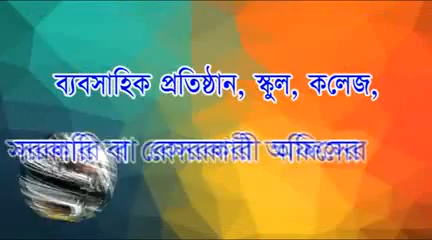 ব্যবসাহিক প্রতিষ্ঠান, স্কুল, কলেজ,
সরকারি বা বেসরকারী অফিসের